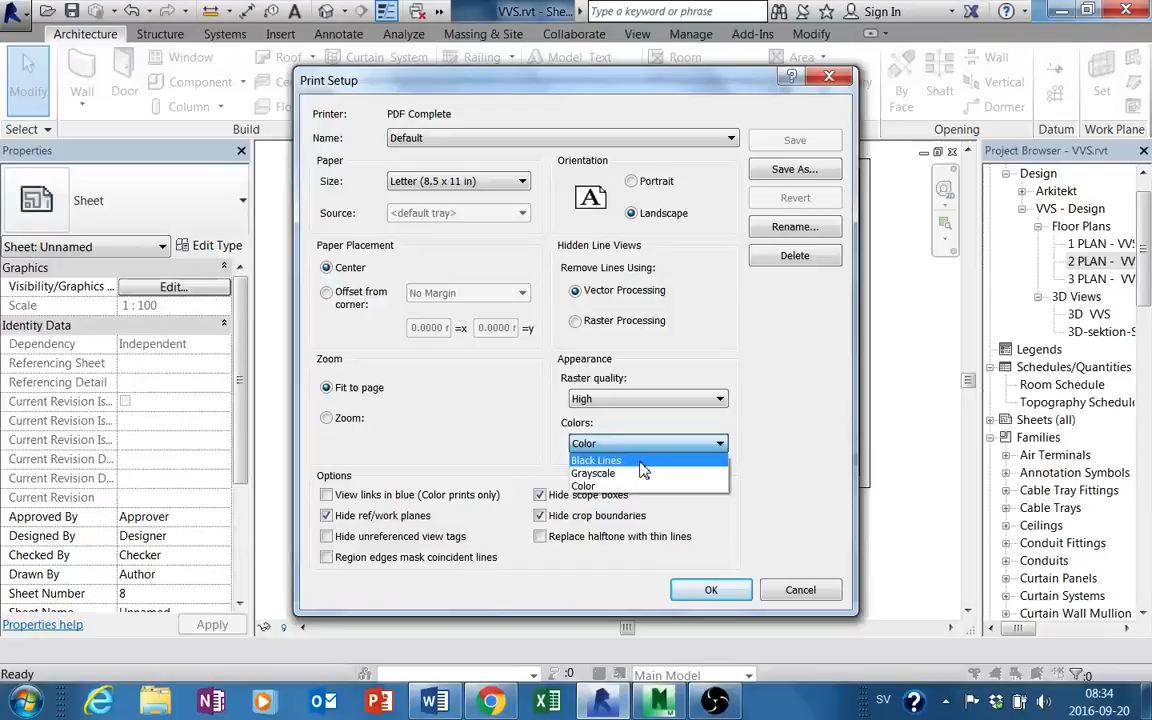 VVS.rvt - She...
Type a keyword or phrase
Sign In
Architecture Structure Systems Insert Annotate Analyze Massing & Site Collaborate View Manage Add-Ins Modify
Modify
Wall
Door
Window
Component
Column
Roof
Curtain System
Railing
Model Text
Room
Area
By Face
Shaft
Wall
Vertical
Dormer
Set
Select
Build
Opening
Datum
Work Plane
Properties
Sheet
Sheet: Unnamed
Edit Type
Graphics
Visibility/Graphics ... Edit...
Scale 1 : 100
Identity Data
Dependency Independent
Referencing Sheet
Referencing Detail
Current Revision Is...
Current Revision Is...
Current Revision Is...
Current Revision ...
Current Revision ...
Current Revision ...
Approved By Approver
Designed By Designer
Checked By Checker
Drawn By Author
Sheet Number 8
Sheet Name Unnamed
Properties help
Apply
Print Setup
Printer: PDF Complete
Name: Default
Save
Save As...
Revert
Rename...
Delete
Paper
Size: Letter (8.5 x 11 in)
Source: <default tray>
Orientation
Portrait
Landscape
Paper Placement
Center
Offset from corner:
No Margin
0.0000 r =x 0.0000 r =y
Hidden Line Views
Remove Lines Using:
Vector Processing
Raster Processing
Zoom
Fit to page
Zoom:
Appearance
Raster quality:
High
Colors:
Color
Black Lines
Grayscale
Color
Options
View links in blue (Color prints only)
Hide ref/work planes
Hide unreferenced view tags
Region edges mask coincident lines
Hide scope boxes
Hide crop boundaries
Replace halftone with thin lines
OK
Cancel
Project Browser - VVS.rvt
Design
Arkitekt
VVS - Design
Floor Plans
1 PLAN - VVS
2 PLAN - VV
3 PLAN - VV
3D Views
3D VVS
3D-sektion-S
Legends
Schedules/Quantities
Room Schedule
Topography Schedule
Sheets (all)
Families
Air Terminals
Annotation Symbols
Cable Tray Fittings
Cable Trays
Ceilings
Conduit Fittings
Conduits
Curtain Panels
Curtain Systems
Curtain Wall Mullion
Ready
:0
Main Model
:0
SV
08:34
2016-09-20